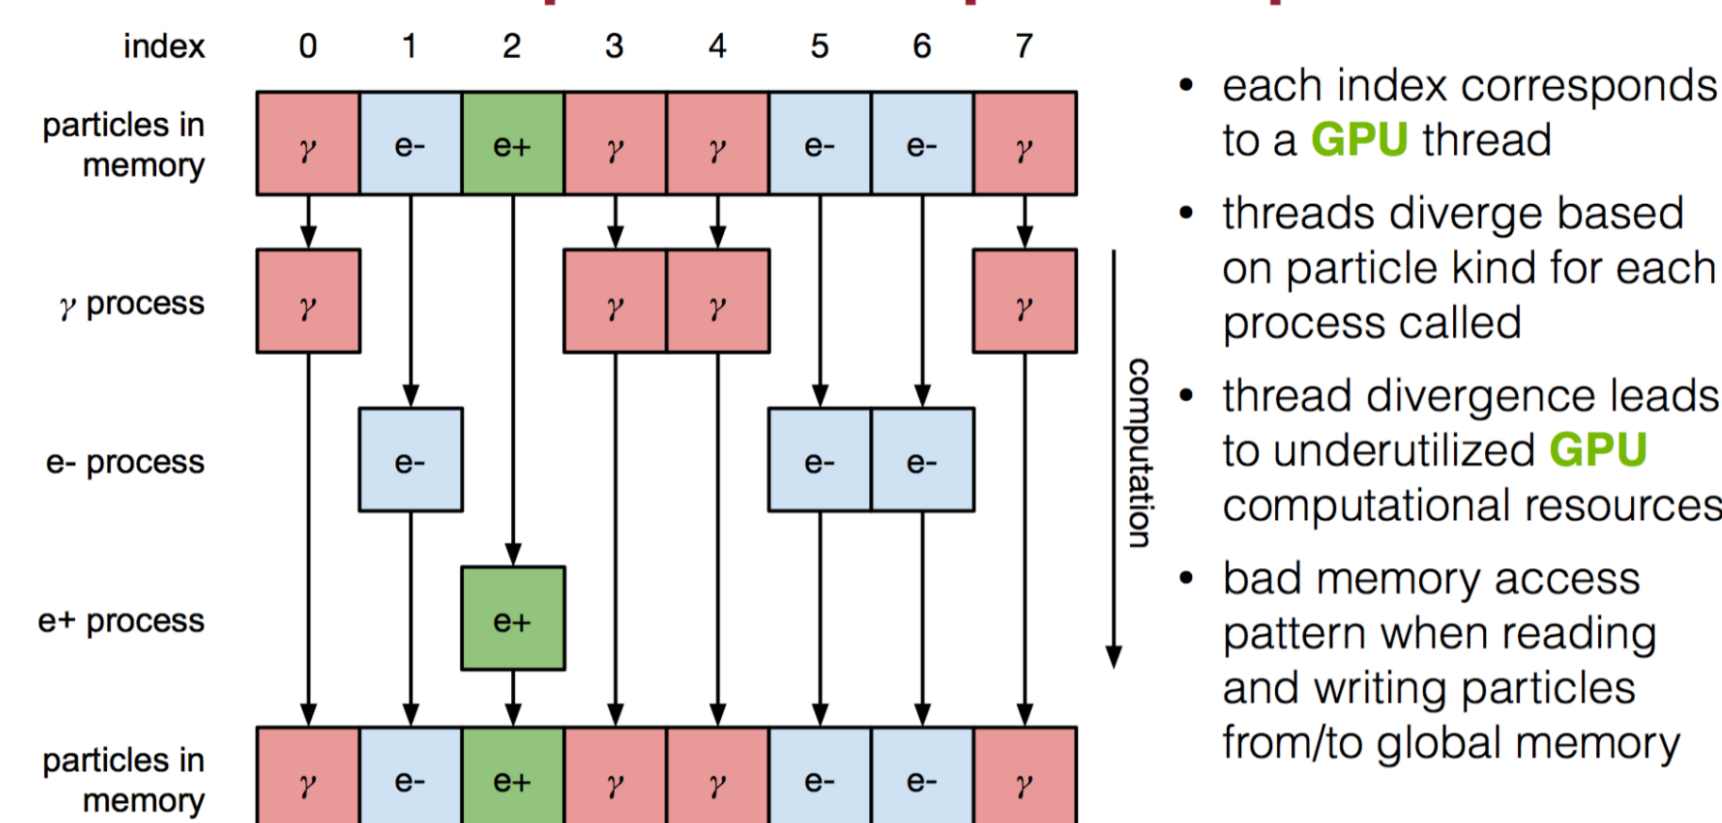 index 0 1 2 3 4 5 6 7
particles in
memory
γ e- e+ γ γ e- e- γ
γ process
γ γ γ γ
e- process
e- e- e-
e+ process
e+
particles in
memory
γ e- e+ γ γ e- e- γ
computation
• each index corresponds
to a GPU thread
• threads diverge based
on particle kind for each
process called
• thread divergence leads
to underutilized GPU
computational resources
• bad memory access
pattern when reading
and writing particles
from/to global memory